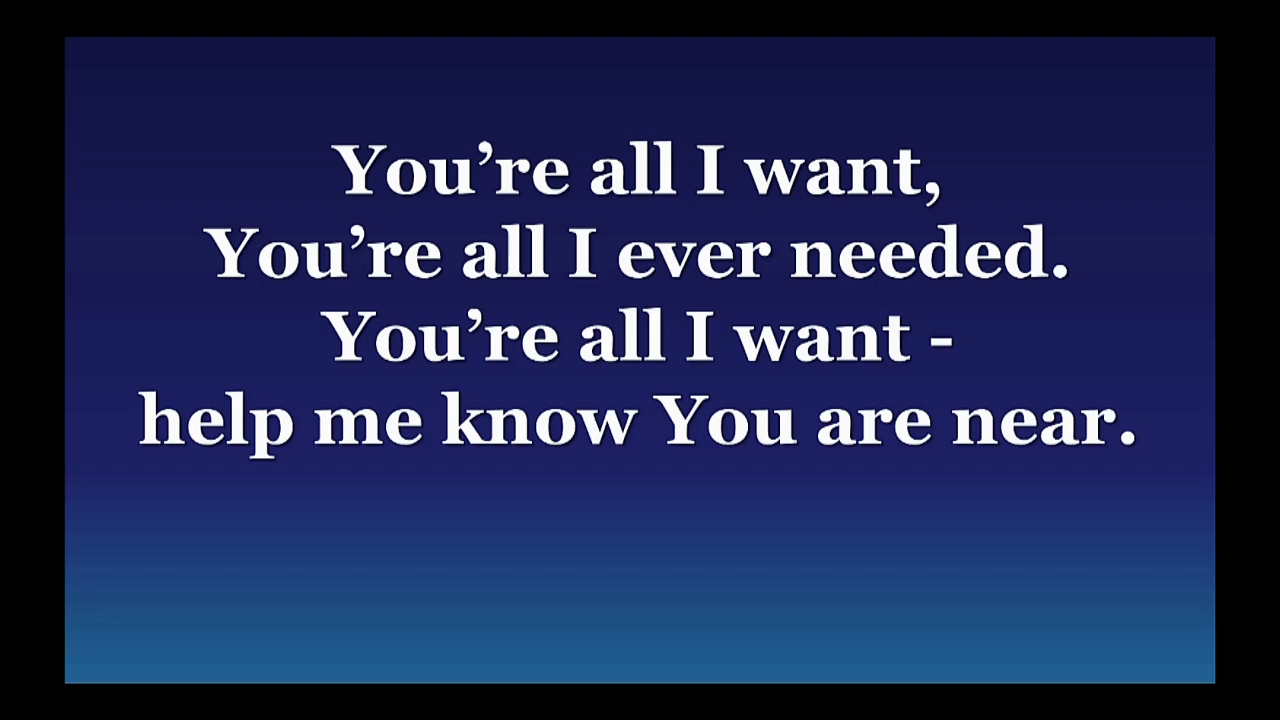 You’re all I want,
You’re all I ever needed.
You’re all I want -
help me know You are near.